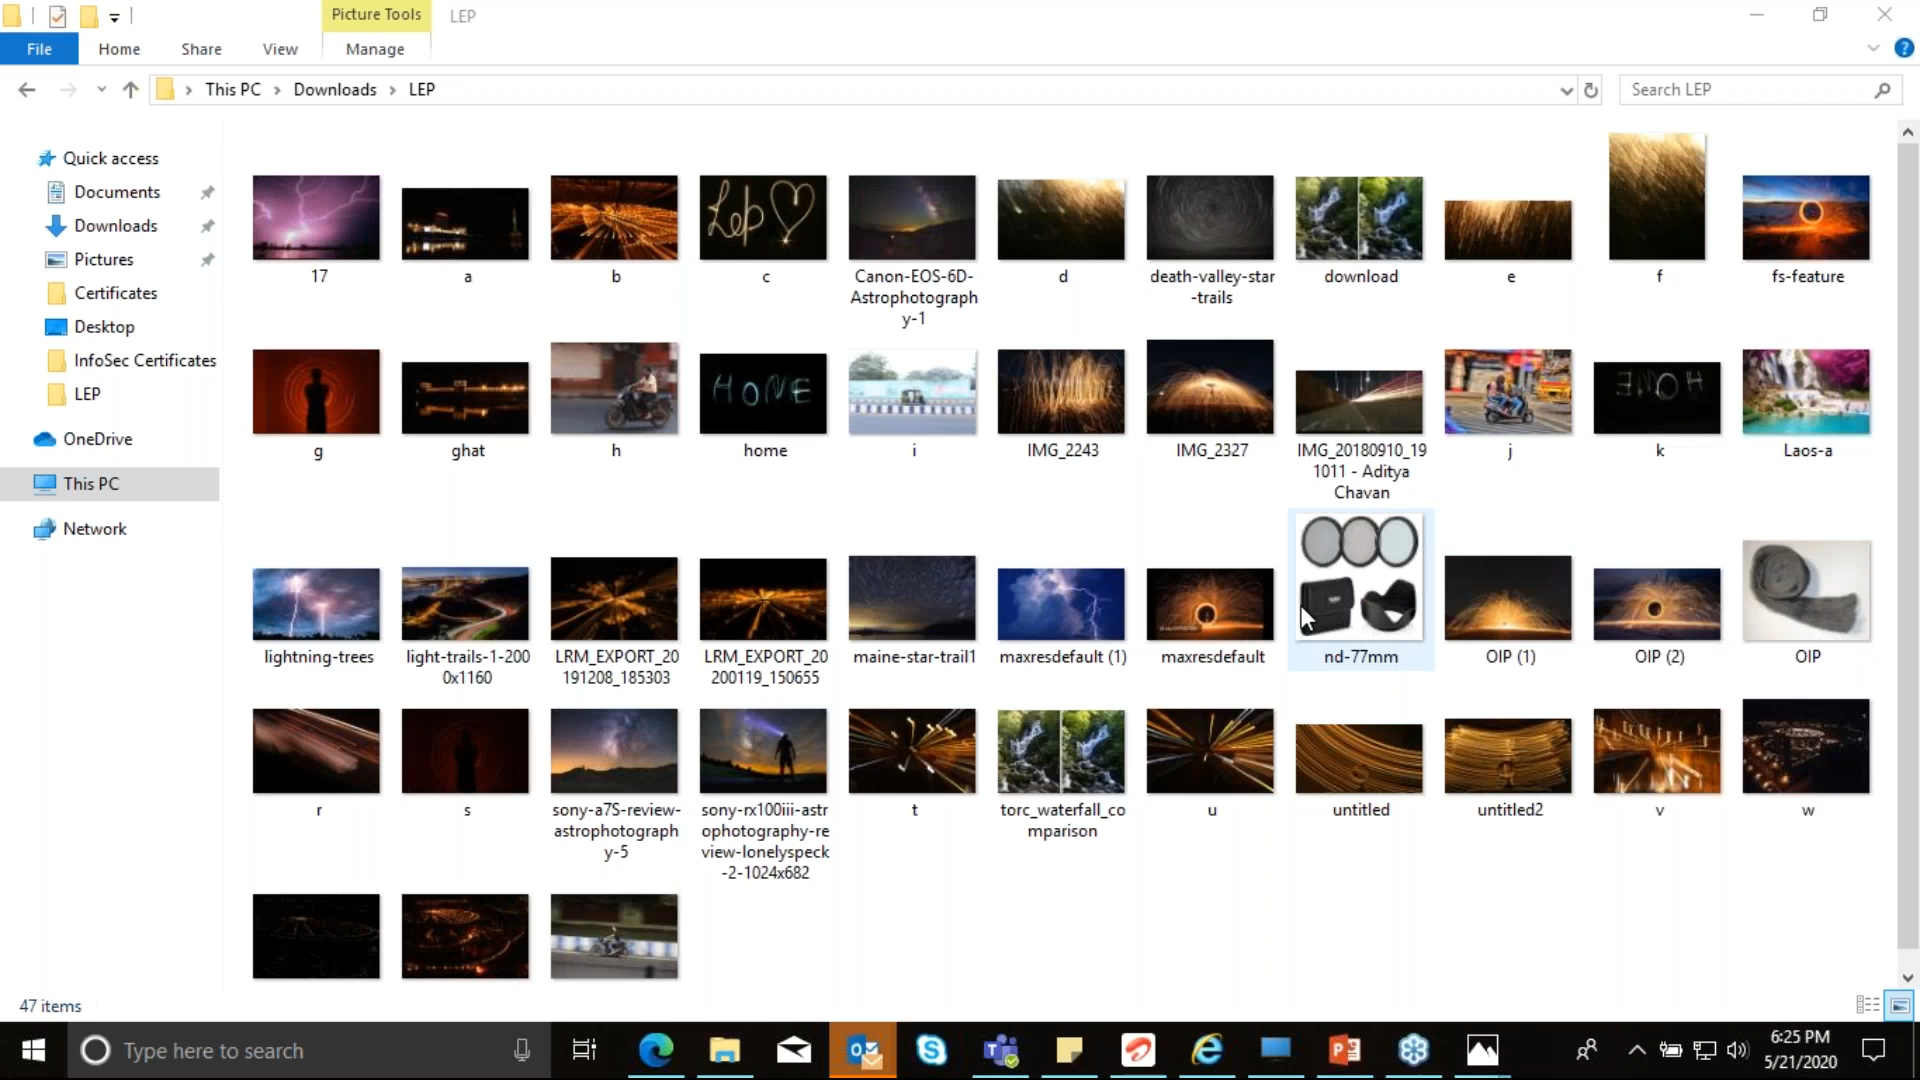 Picture Tools
LEP
File
Home
Share
View
Manage
This PC
Downloads
LEP
Search LEP
Quick access
Documents
Downloads
Pictures
Certificates
Desktop
InfoSec Certificates
LEP
OneDrive
This PC
Network
Lep
17
a
b
c
Canon-EOS-6D-
Astrophotograph
y-1
d
death-valley-star
-trails
download
e
f
fs-feature
HOME
g
ghat
h
home
i
IMG_2243
IMG_2327
IMG_20180910_19
1011 - Aditya
Chavan
j
k
Laos-a
lightning-trees
light-trails-1-200
0x1160
LRM_EXPORT_20
191208_185303
LRM_EXPORT_20
200119_150655
maine-star-trail1
maxresdefault (1)
maxresdefault
nd-77mm
OIP (1)
OIP (2)
OIP
r
s
sony-a7S-review-
astrophotograph
y-5
sony-rx100iii-astr
ophotography-re
view-lonelyspeck
-2-1024x682
t
torc_waterfall_co
mparison
u
untitled
untitled2
v
w
47 items
Type here to search
6:25 PM
5/21/2020